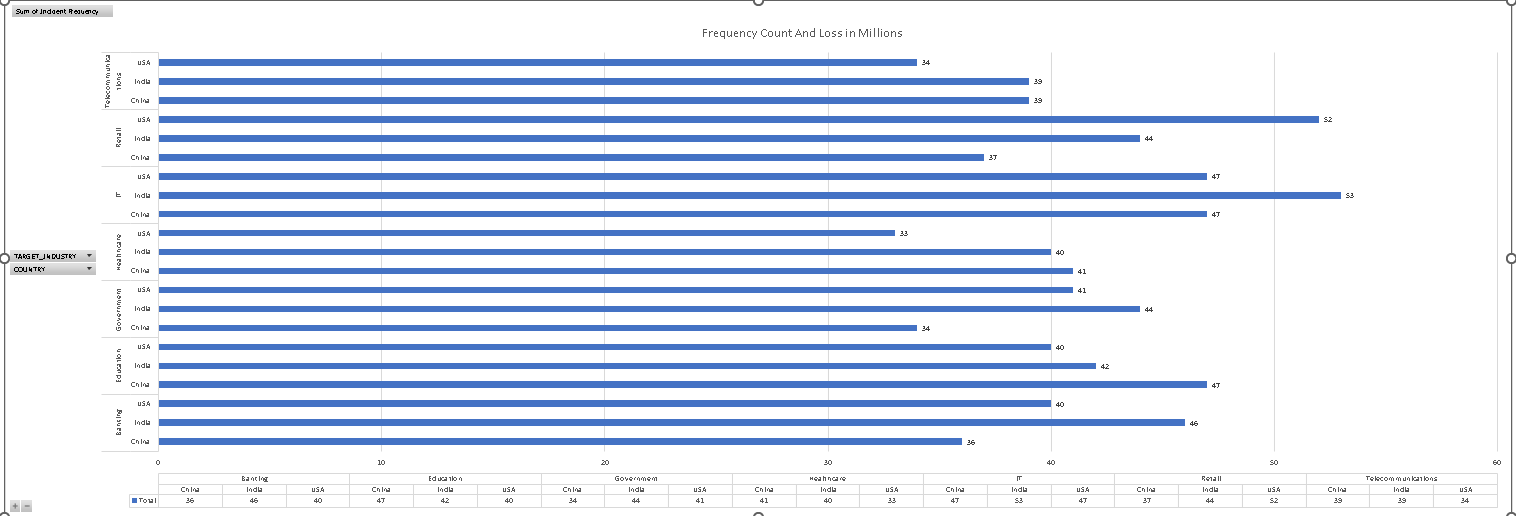 Sum of Incident Frequency
Frequency Count And Loss in Millions
Telecommunications
USA 34
India 39
China 39
Retail
USA 52
India 44
China 37
IT
USA 47
India 53
China 47
Healthcare
USA 33
India 40
China 41
TARGET_INDUSTRY
COUNTRY
Government
USA 41
India 44
China 34
Education
USA 40
India 42
China 47
Banking
USA 40
India 46
China 36
0 10 20 30 40 50 60
Banking Education Government Healthcare IT Retail Telecommunications
China India USA China India USA China India USA China India USA China India USA China India USA China India USA
Total 36 46 40 47 42 40 34 44 41 41 40 33 47 53 47 37 44 52 39 39 34
+ −